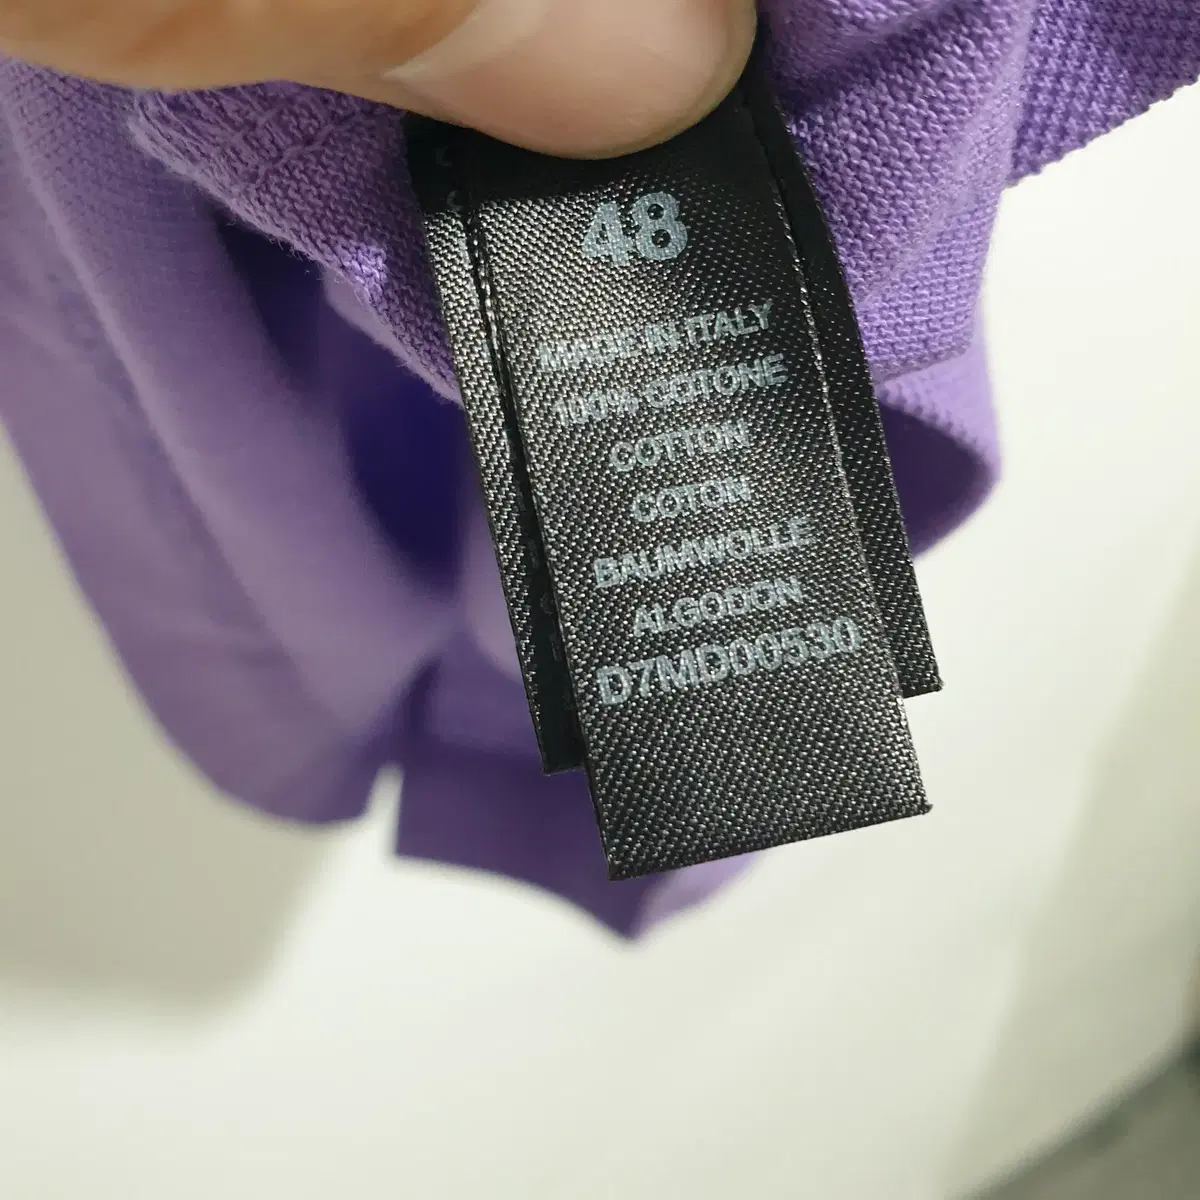 48
MADE IN ITALY
100% COTONE
COTTON
COTON
BAUMWOLLE
ALGODON
D7MD00530